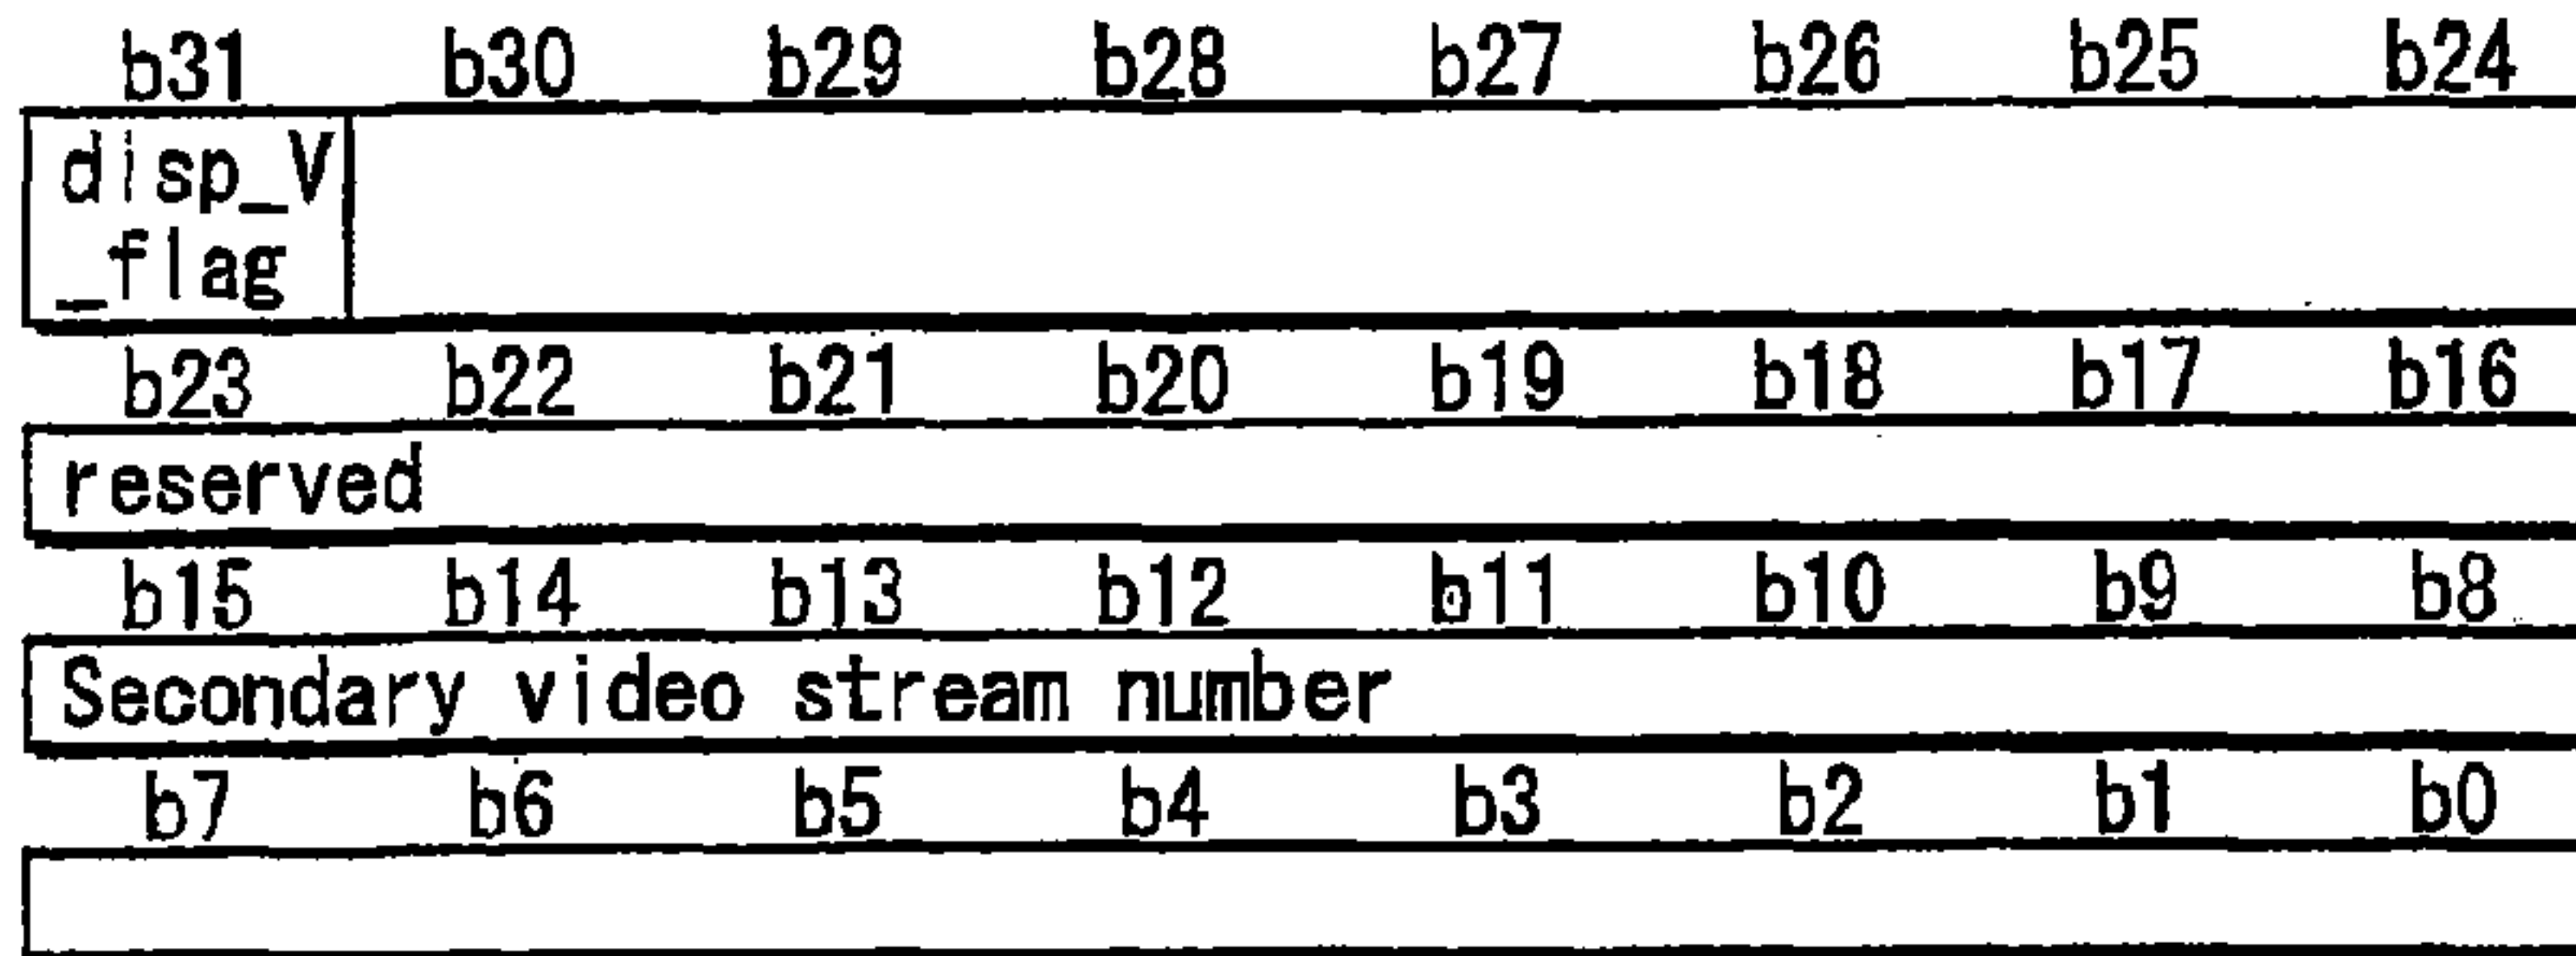 b31 b30 b29 b28 b27 b26 b25 b24
disp_V
_flag
b23 b22 b21 b20 b19 b18 b17 b16
reserved
b15 b14 b13 b12 b11 b10 b9 b8
Secondary video stream number
b7 b6 b5 b4 b3 b2 b1 b0